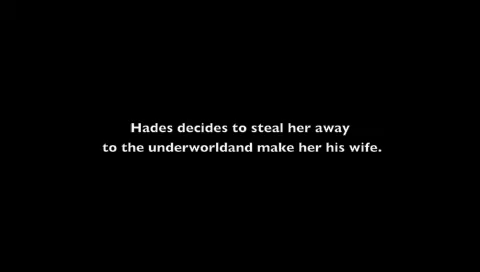 Hades decides to steal her away
to the underworldand make her his wife.